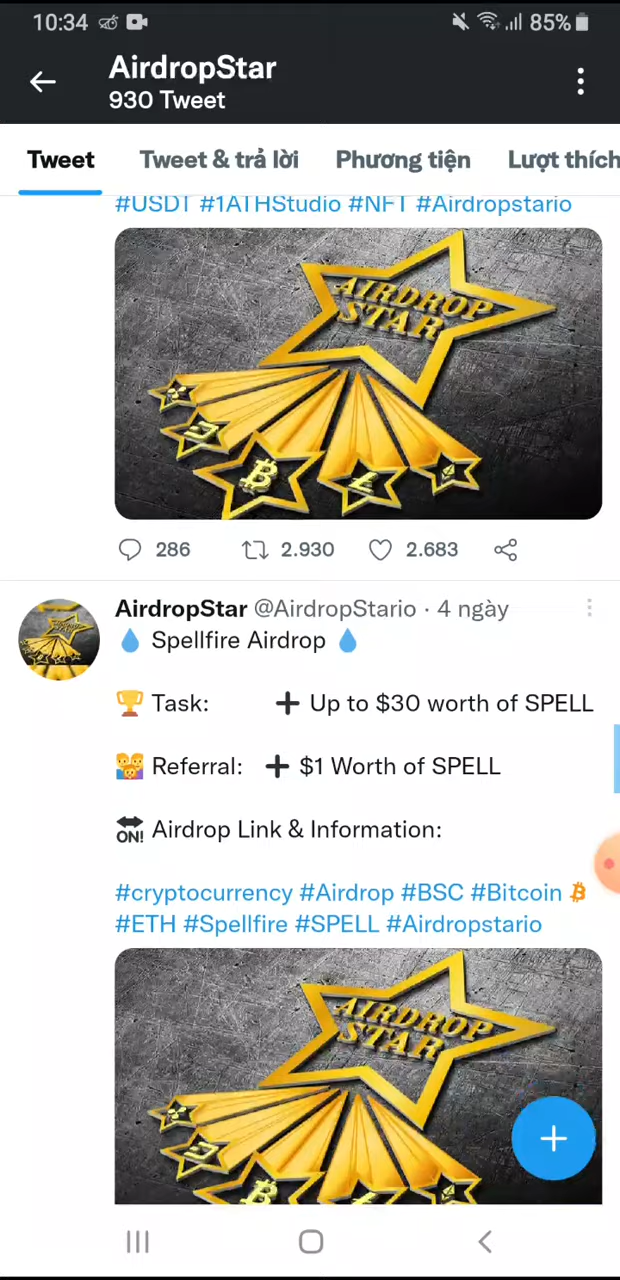 10:34
85%
AirdropStar
930 Tweet
Tweet
Tweet & trả lời
Phương tiện
Lượt thích
#USDT #1ATHStudio #NFT #Airdropstario
AIRDROP
STAR
286
2.930
2.683
AirdropStar @AirdropStario · 4 ngày
💧 Spellfire Airdrop 💧
🏆 Task: ➕ Up to $30 worth of SPELL
👨‍👩‍👦 Referral: ➕ $1 Worth of SPELL
🔛 Airdrop Link & Information:
#cryptocurrency #Airdrop #BSC #Bitcoin
#ETH #Spellfire #SPELL #Airdropstario
AIRDROP
STAR